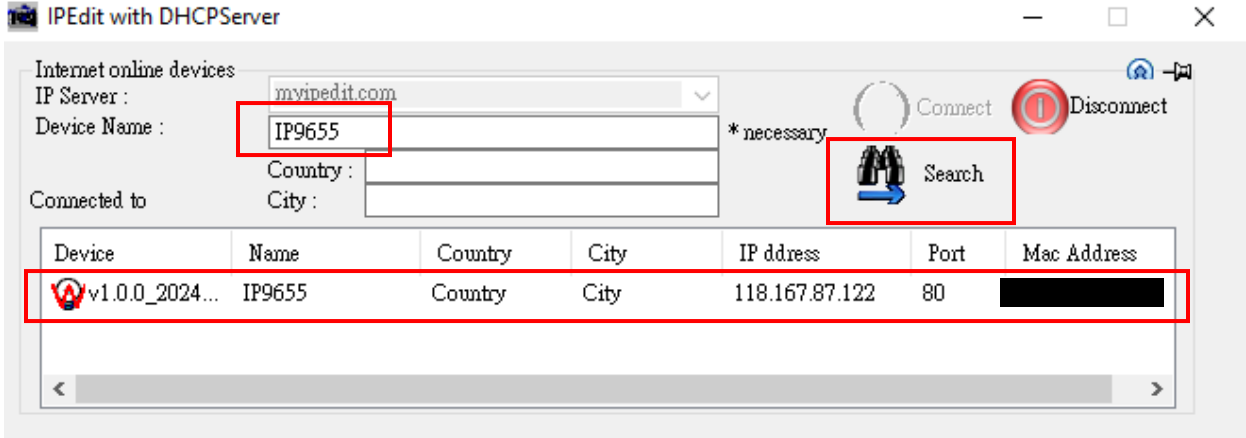 IPEdit with DHCPServer
Internet online devices
IP Server :
myipedit.com
Connect
Disconnect
Device Name :
IP9655
* necessary
Country :
Search
Connected to
City :
Device Name Country City IP ddress Port Mac Address
v1.0.0_2024... IP9655 Country City 118.167.87.122 80